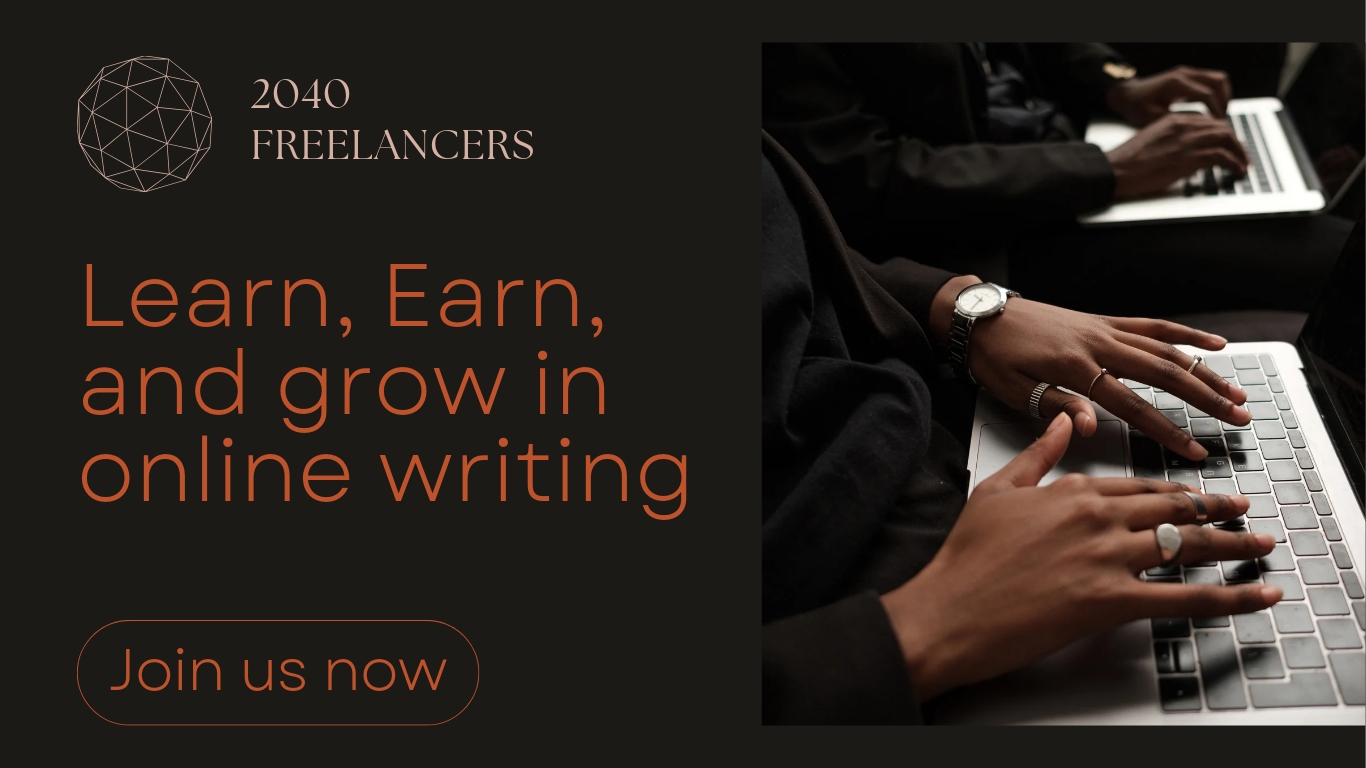 2040
FREELANCERS
Learn, Earn,
and grow in
online writing
Join us now